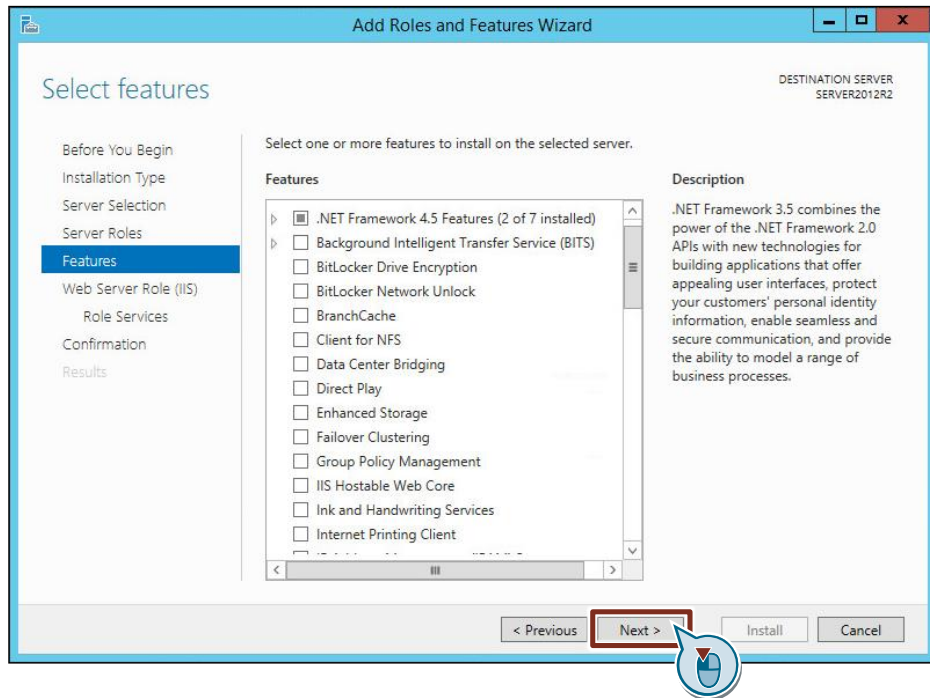 Add Roles and Features Wizard
Select features
DESTINATION SERVER
SERVER2012R2
Before You Begin
Installation Type
Server Selection
Server Roles
Features
Web Server Role (IIS)
Role Services
Confirmation
Results
Select one or more features to install on the selected server.
Features
.NET Framework 4.5 Features (2 of 7 installed)
Background Intelligent Transfer Service (BITS)
BitLocker Drive Encryption
BitLocker Network Unlock
BranchCache
Client for NFS
Data Center Bridging
Direct Play
Enhanced Storage
Failover Clustering
Group Policy Management
IIS Hostable Web Core
Ink and Handwriting Services
Internet Printing Client
Description
.NET Framework 3.5 combines the
power of the .NET Framework 2.0
APIs with new technologies for
building applications that offer
appealing user interfaces, protect
your customers' personal identity
information, enable seamless and
secure communication, and provide
the ability to model a range of
business processes.
< Previous
Next >
Install
Cancel